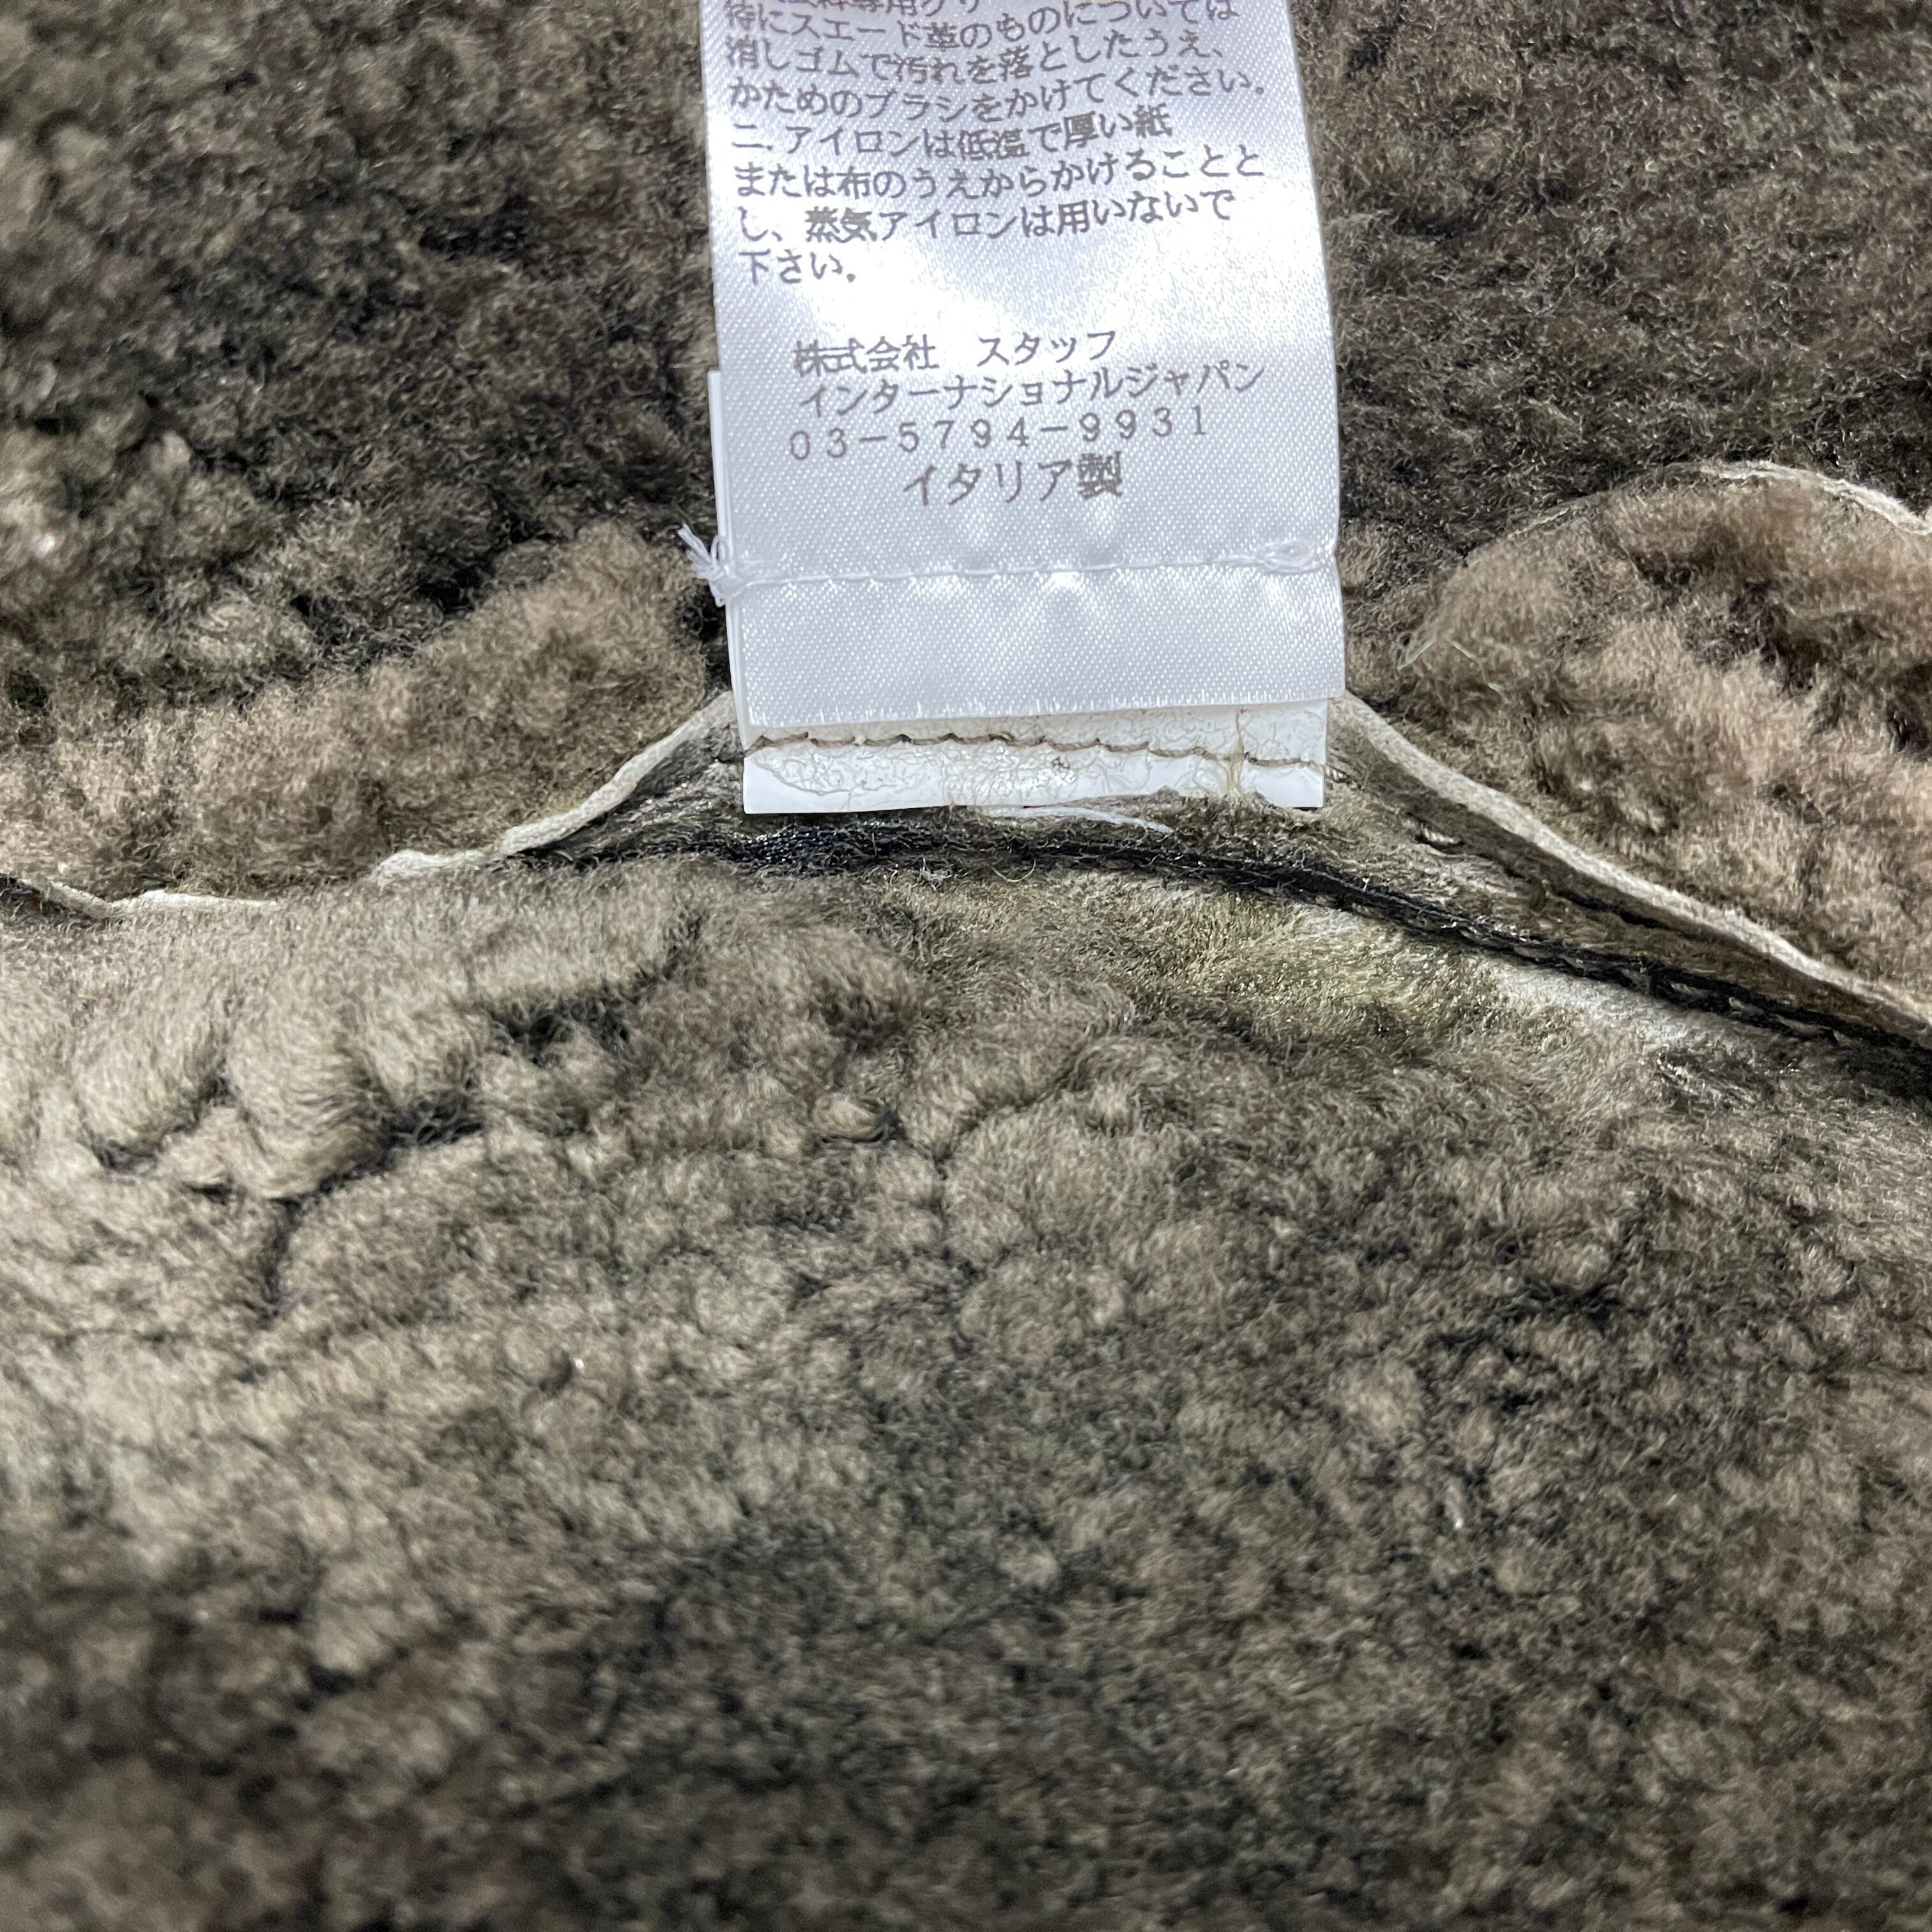 特にスエード革のものについては
消しゴムで汚れを落としたうえ、
かためのブラシをかけてください。
二.アイロンは低温で厚い紙
または布のうえからかけることと
し、蒸気アイロンは用いないで
下さい。
株式会社 スタッフ
インターナショナルジャパン
03-5794-9931
イタリア製